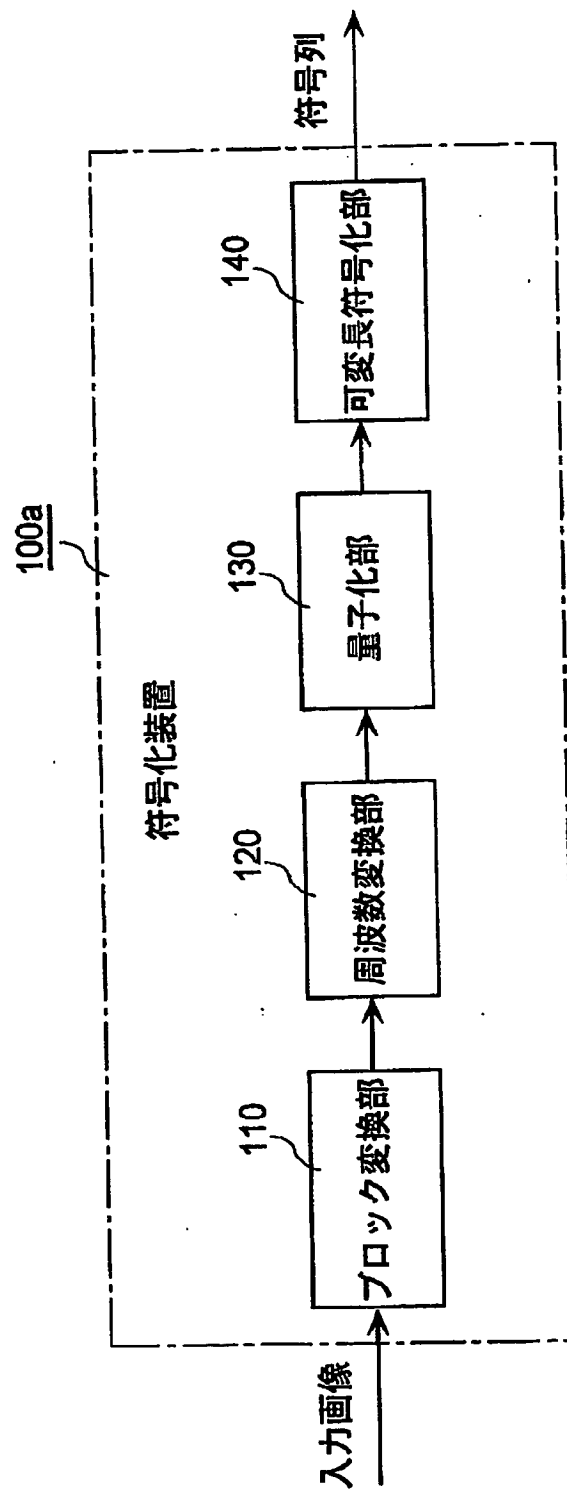 100a
符号化装置
入力画像
110
ブロック変換部
120
周波数変換部
130
量子化部
140
可変長符号化部
符号列